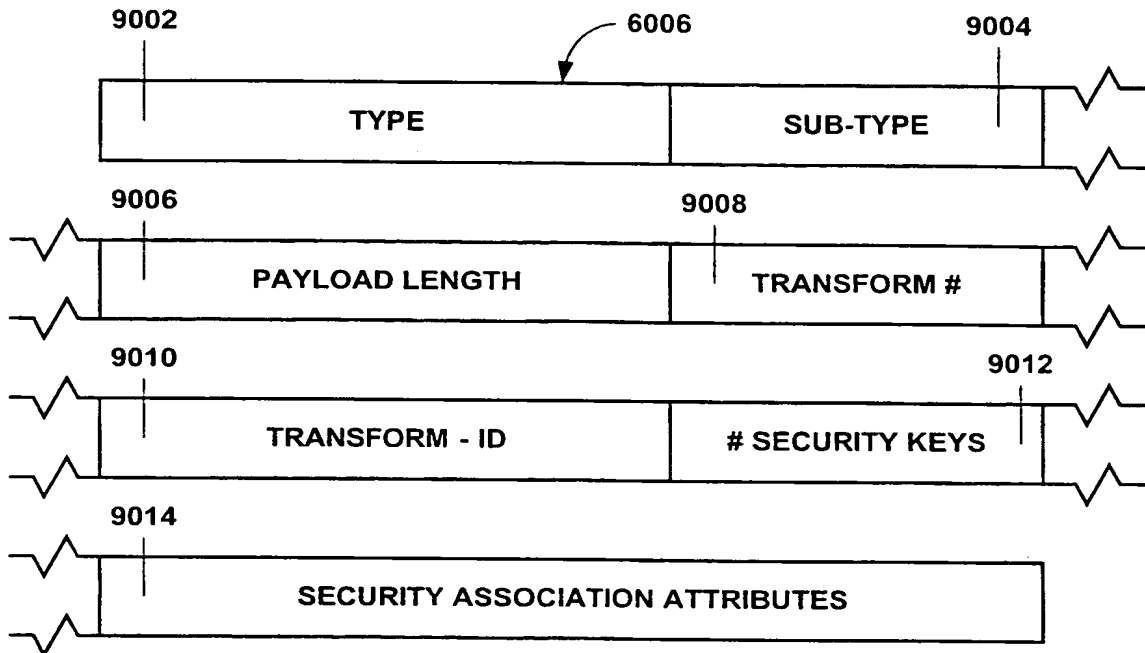 9002 6006 9004
TYPE SUB-TYPE
9006 9008
PAYLOAD LENGTH TRANSFORM #
9010 9012
TRANSFORM - ID # SECURITY KEYS
9014
SECURITY ASSOCIATION ATTRIBUTES